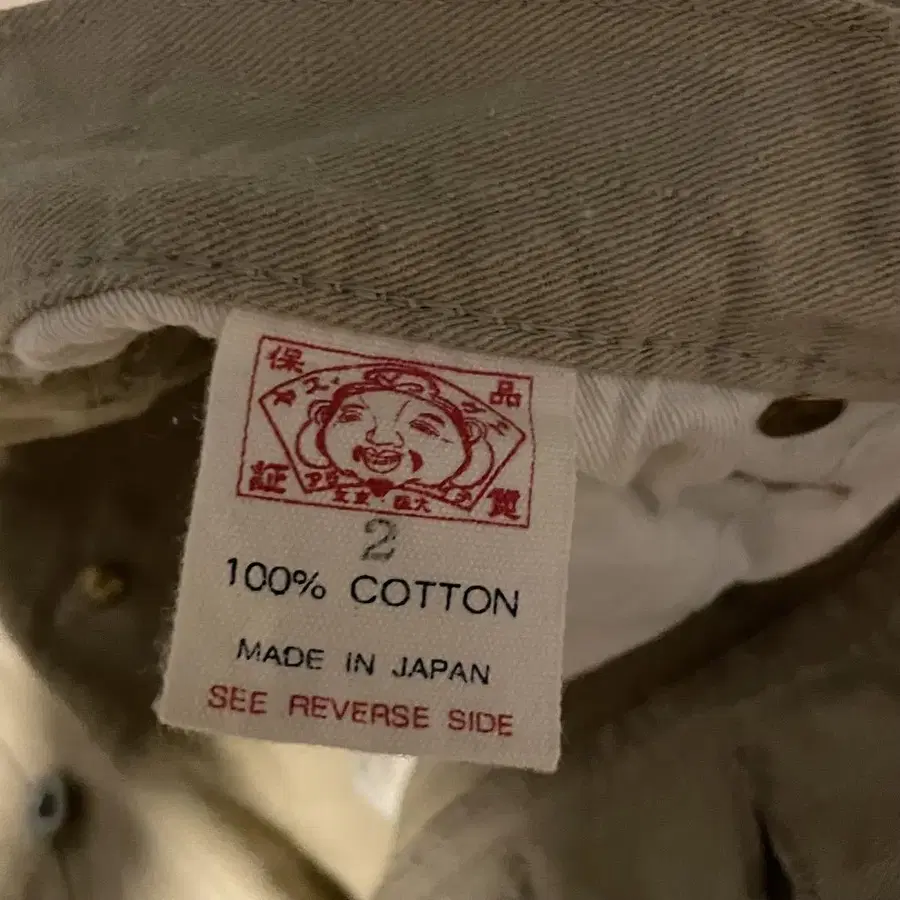 保 品
証 質
2
100% COTTON
MADE IN JAPAN
SEE REVERSE SIDE